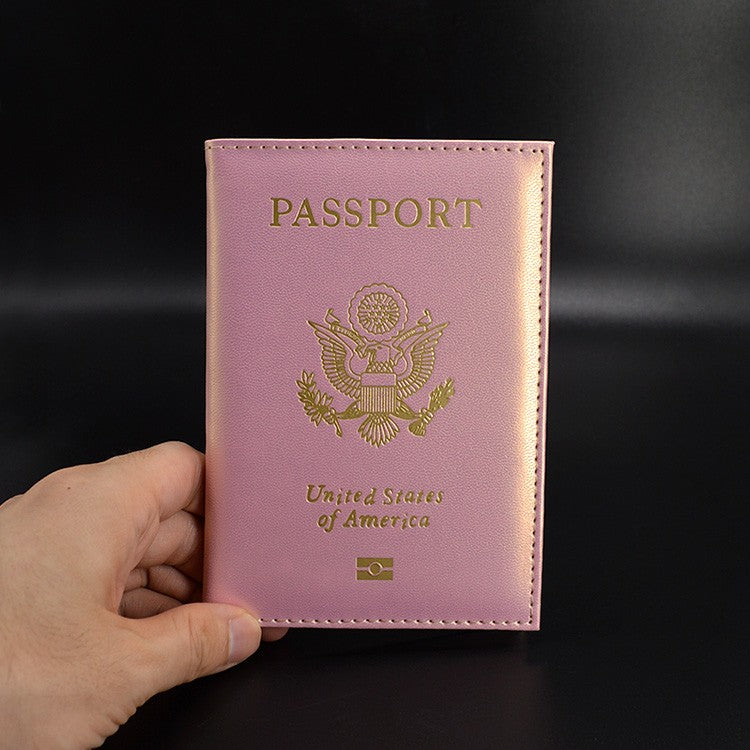 PASSPORT
United States
of America